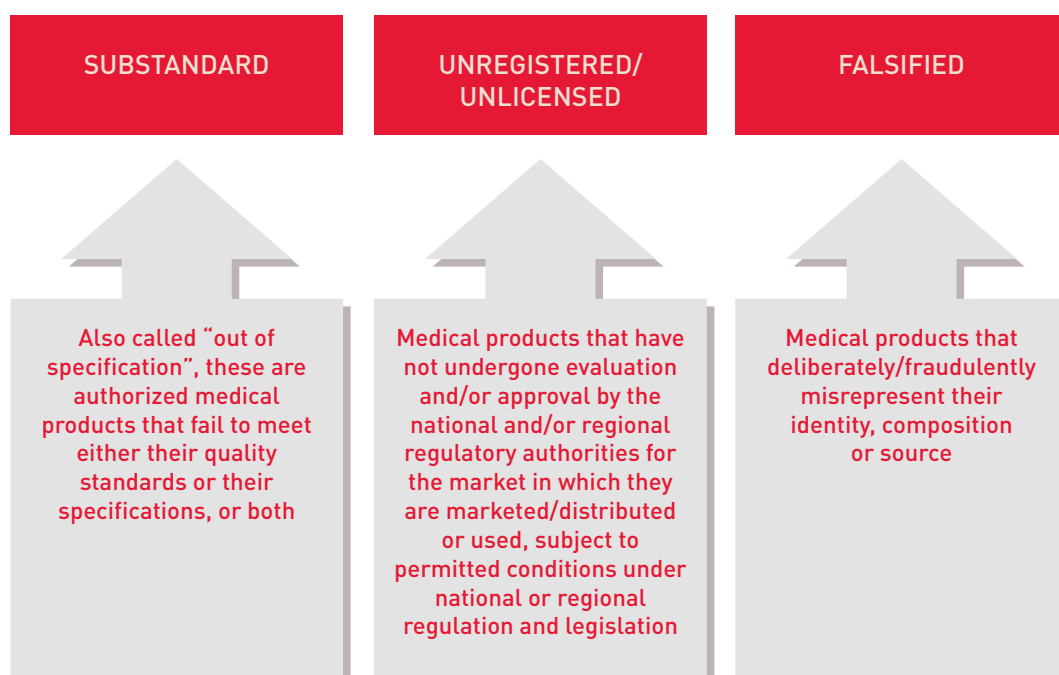 SUBSTANDARD
Also called “out of
specification”, these are
authorized medical
products that fail to meet
either their quality
standards or their
specifications, or both
UNREGISTERED/
UNLICENSED
Medical products that have
not undergone evaluation
and/or approval by the
national and/or regional
regulatory authorities for
the market in which they
are marketed/distributed
or used, subject to
permitted conditions under
national or regional
regulation and legislation
FALSIFIED
Medical products that
deliberately/fraudulently
misrepresent their
identity, composition
or source